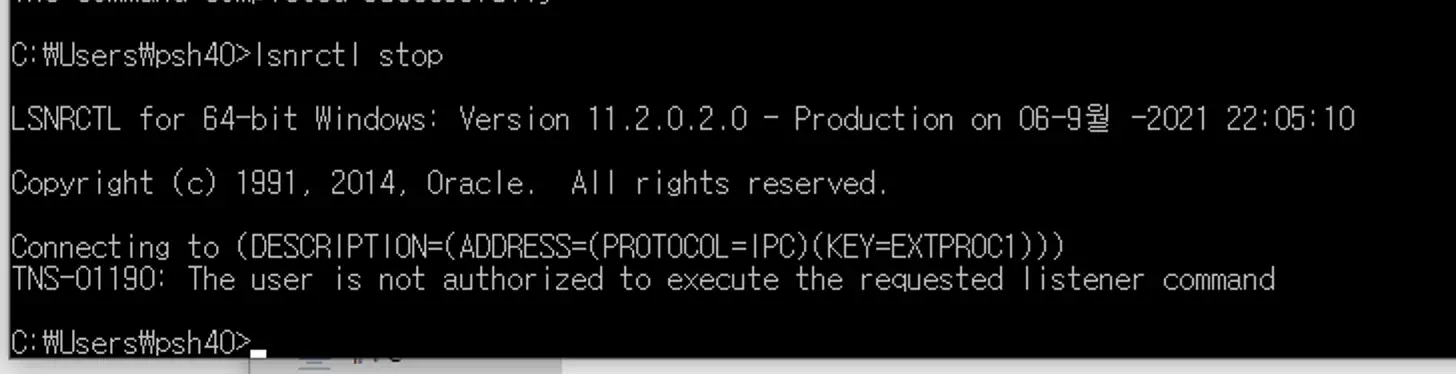 C:₩Users₩psh40>lsnrctl stop
LSNRCTL for 64-bit Windows: Version 11.2.0.2.0 - Production on 06-9월 -2021 22:05:10
Copyright (c) 1991, 2014, Oracle.  All rights reserved.
Connecting to (DESCRIPTION=(ADDRESS=(PROTOCOL=IPC)(KEY=EXTPROC1)))
TNS-01190: The user is not authorized to execute the requested listener command
C:₩Users₩psh40>